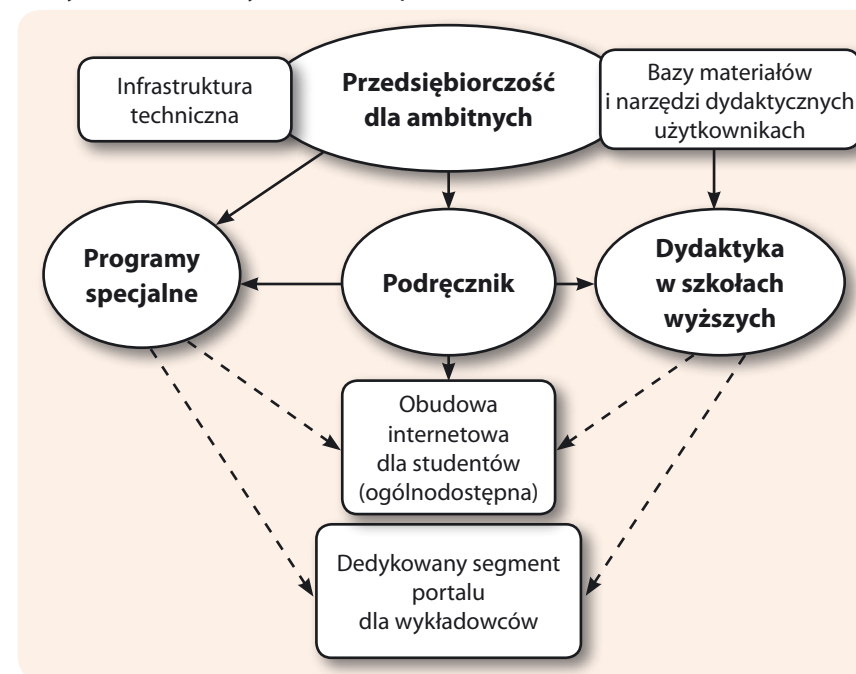 Infrastruktura
techniczna
Przedsiębiorczość
dla ambitnych
Bazy materiałów
i narzędzi dydaktycznych
użytkownikach
Programy
specjalne
Podręcznik
Dydaktyka
w szkołach
wyższych
Obudowa
internetowa
dla studentów
(ogólnodostępna)
Dedykowany segment
portalu
dla wykładowców